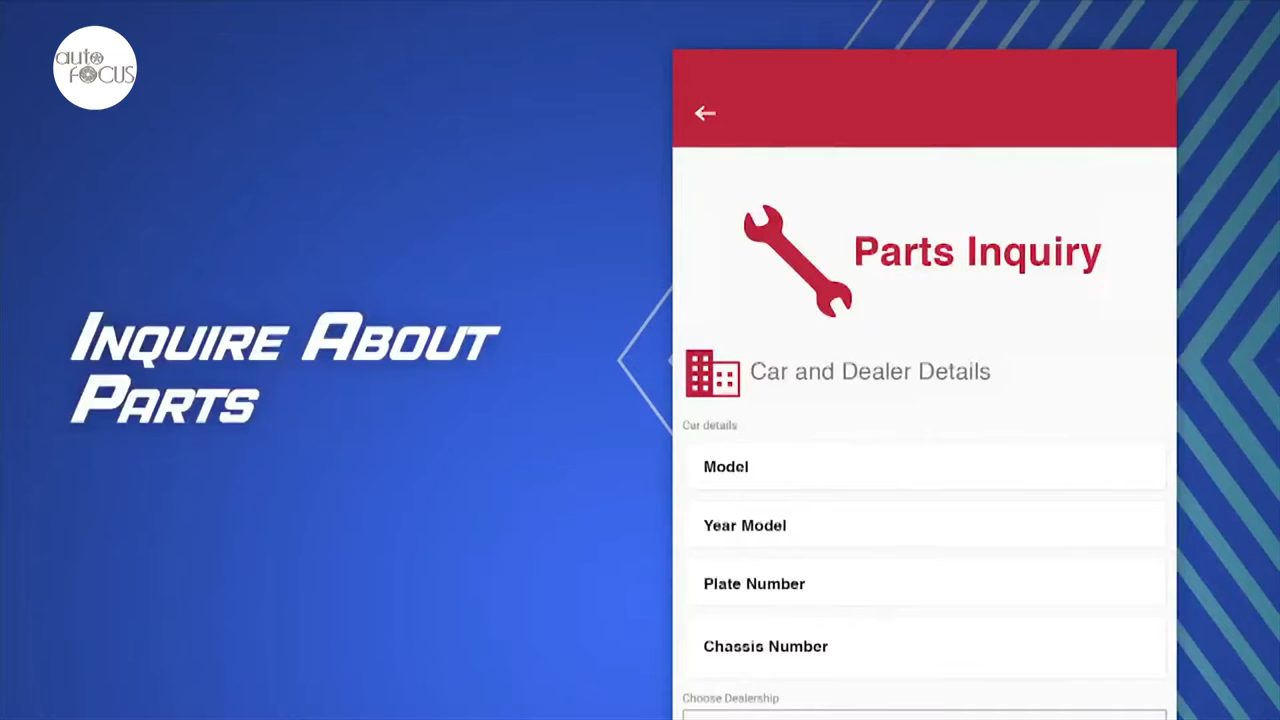 auto
FOCUS
INQUIRE ABOUT
PARTS
Parts Inquiry
Car and Dealer Details
Car details
Model
Year Model
Plate Number
Chassis Number
Choose Dealership